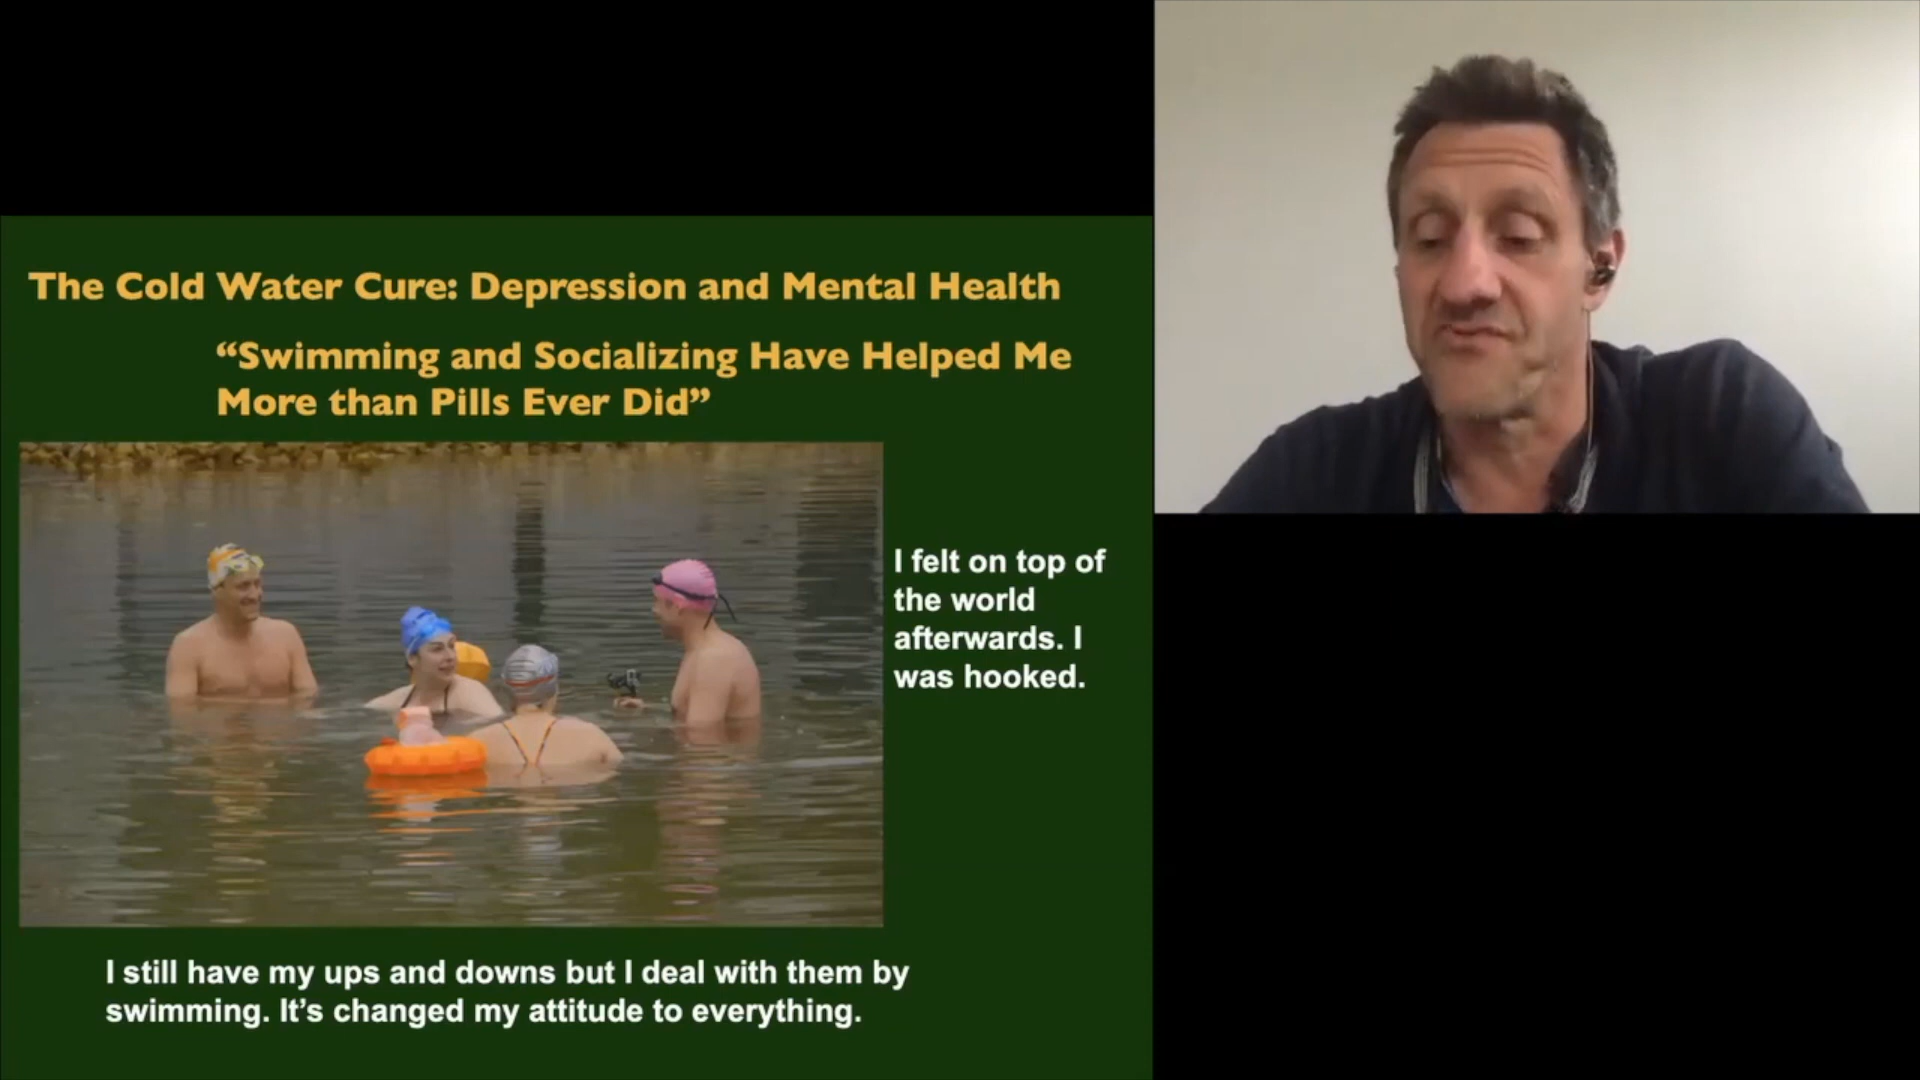 The Cold Water Cure: Depression and Mental Health
“Swimming and Socializing Have Helped Me
More than Pills Ever Did”
I felt on top of
the world
afterwards. I
was hooked.
I still have my ups and downs but I deal with them by
swimming. It’s changed my attitude to everything.